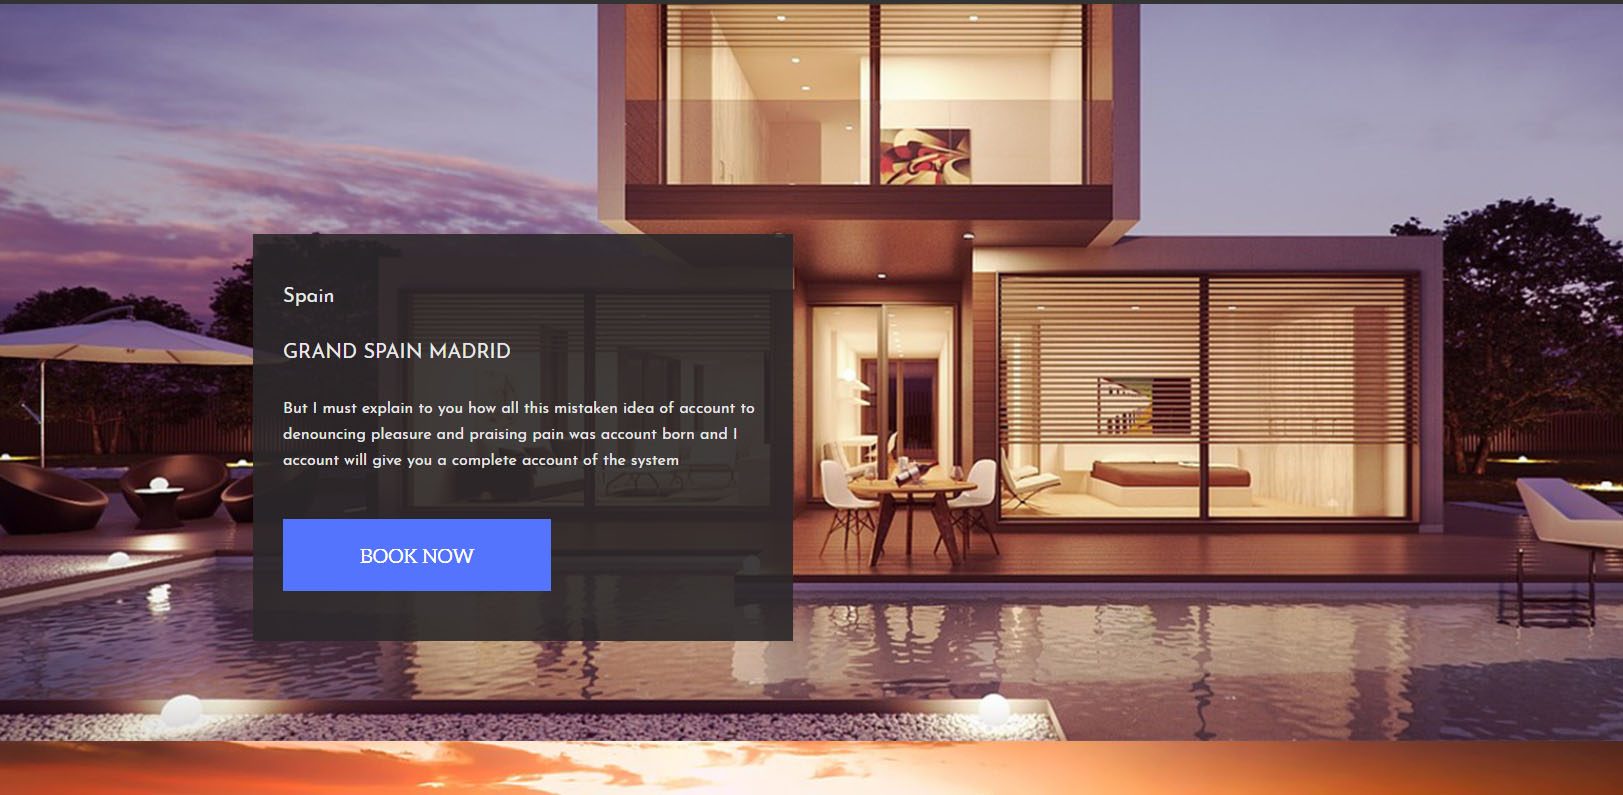 Spain
GRAND SPAIN MADRID
But I must explain to you how all this mistaken idea of account to
denouncing pleasure and praising pain was account born and I
account will give you a complete account of the system
BOOK NOW